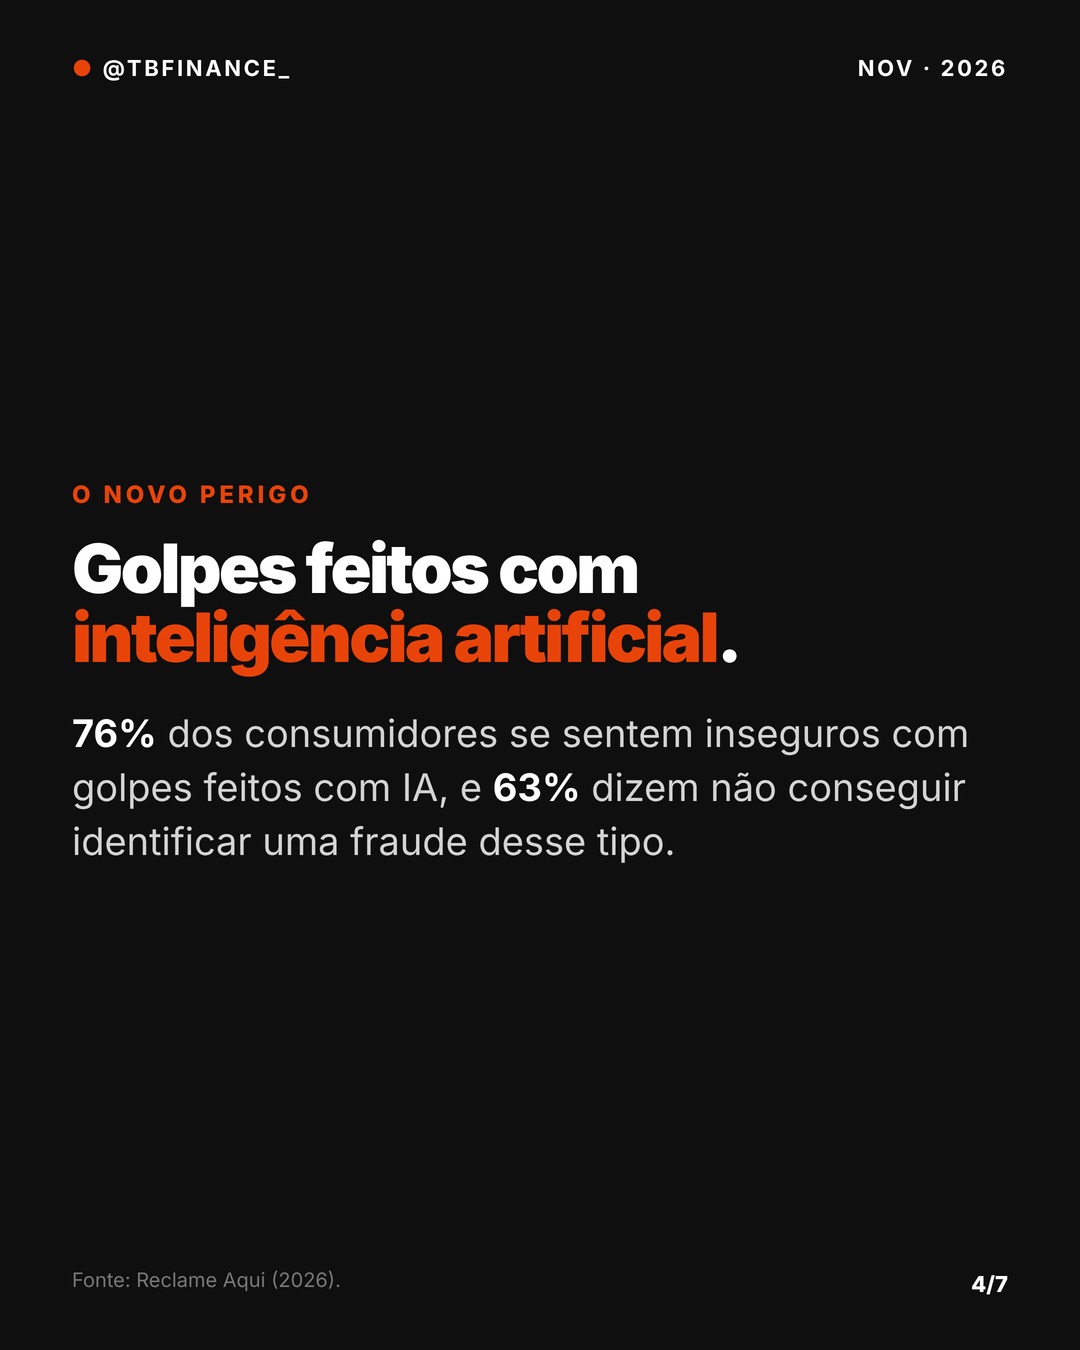 @TBFINANCE_
NOV · 2026
O NOVO PERIGO
Golpes feitos com
inteligência artificial.
76% dos consumidores se sentem inseguros com
golpes feitos com IA, e 63% dizem não conseguir
identificar uma fraude desse tipo.
Fonte: Reclame Aqui (2026).
4/7